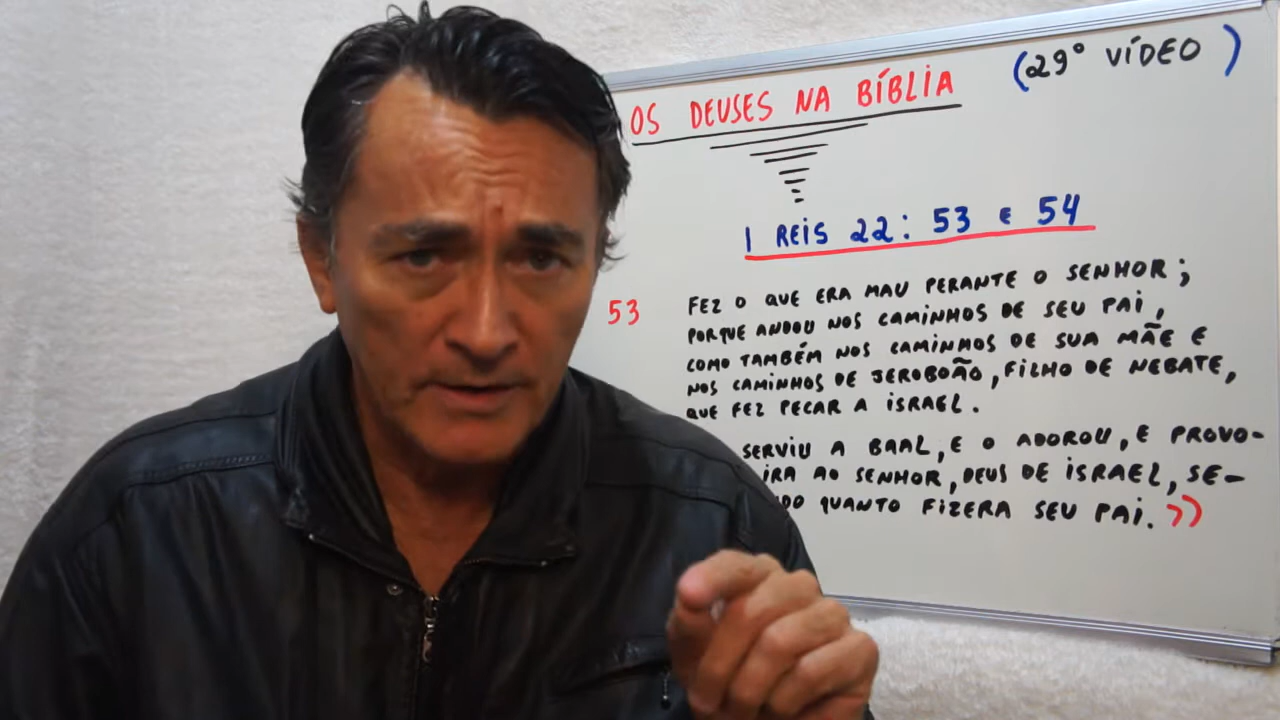 OS DEUSES NA BÍBLIA
(29° VÍDEO)
1 REIS 22: 53 E 54
53 FEZ O QUE ERA MAU PERANTE O SENHOR;
PORQUE ANDOU NOS CAMINHOS DE SEU PAI,
COMO TAMBÉM NOS CAMINHOS DE SUA MÃE E
NOS CAMINHOS DE JEROBOÃO, FILHO DE NEBATE,
QUE FEZ PECAR A ISRAEL.
SERVIU A BAAL, E O ADOROU, E PROVO-
IRA AO SENHOR, DEUS DE ISRAEL, SE-
DO QUANTO FIZERA SEU PAI.))